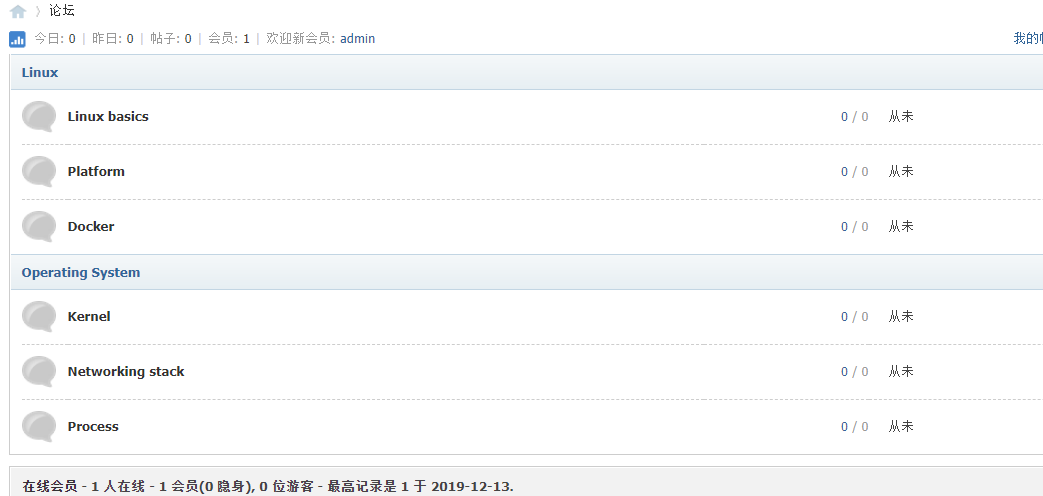 〉 论坛
今日: 0 | 昨日: 0 | 帖子: 0 | 会员: 1 | 欢迎新会员: admin 我的
Linux
Linux basics 0 / 0 从未
Platform 0 / 0 从未
Docker 0 / 0 从未
Operating System
Kernel 0 / 0 从未
Networking stack 0 / 0 从未
Process 0 / 0 从未
在线会员 - 1 人在线 - 1 会员(0 隐身), 0 位游客 - 最高记录是 1 于 2019-12-13.